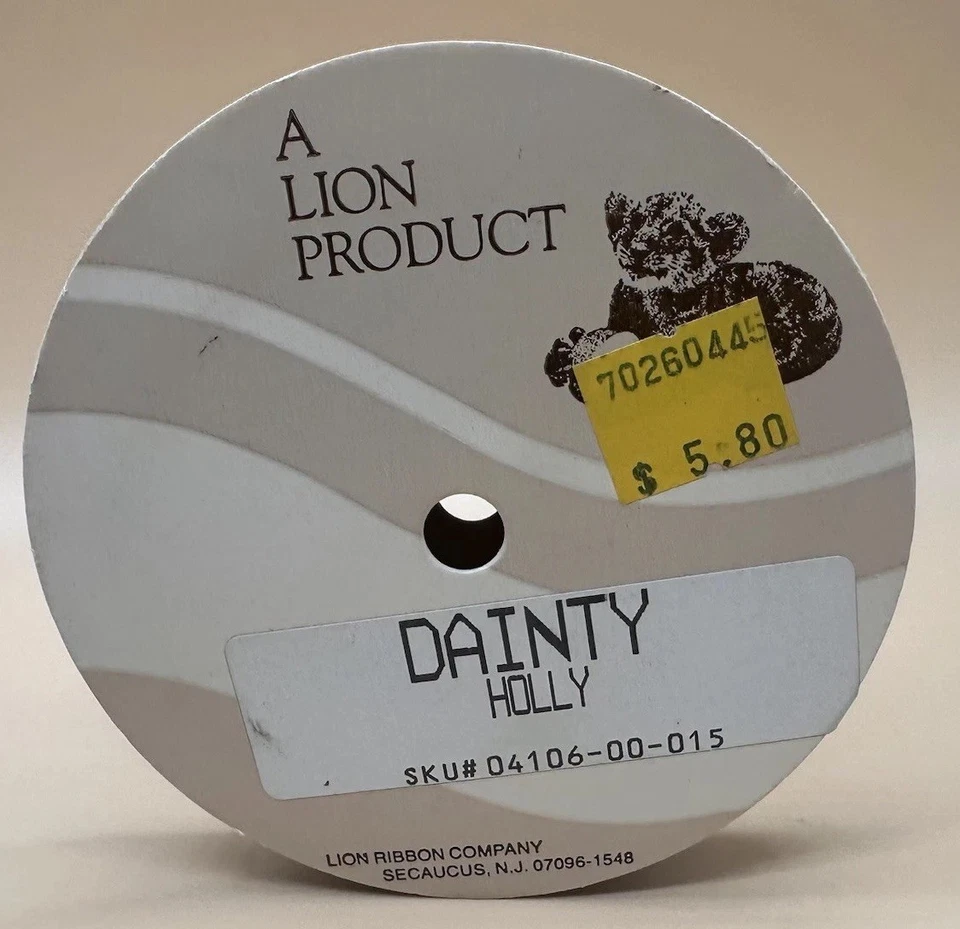 A
LION
PRODUCT
70260445
$ 5.80
DAINTY
HOLLY
SKU# 04106-00-015
LION RIBBON COMPANY
SECAUCUS, N.J. 07096-1548